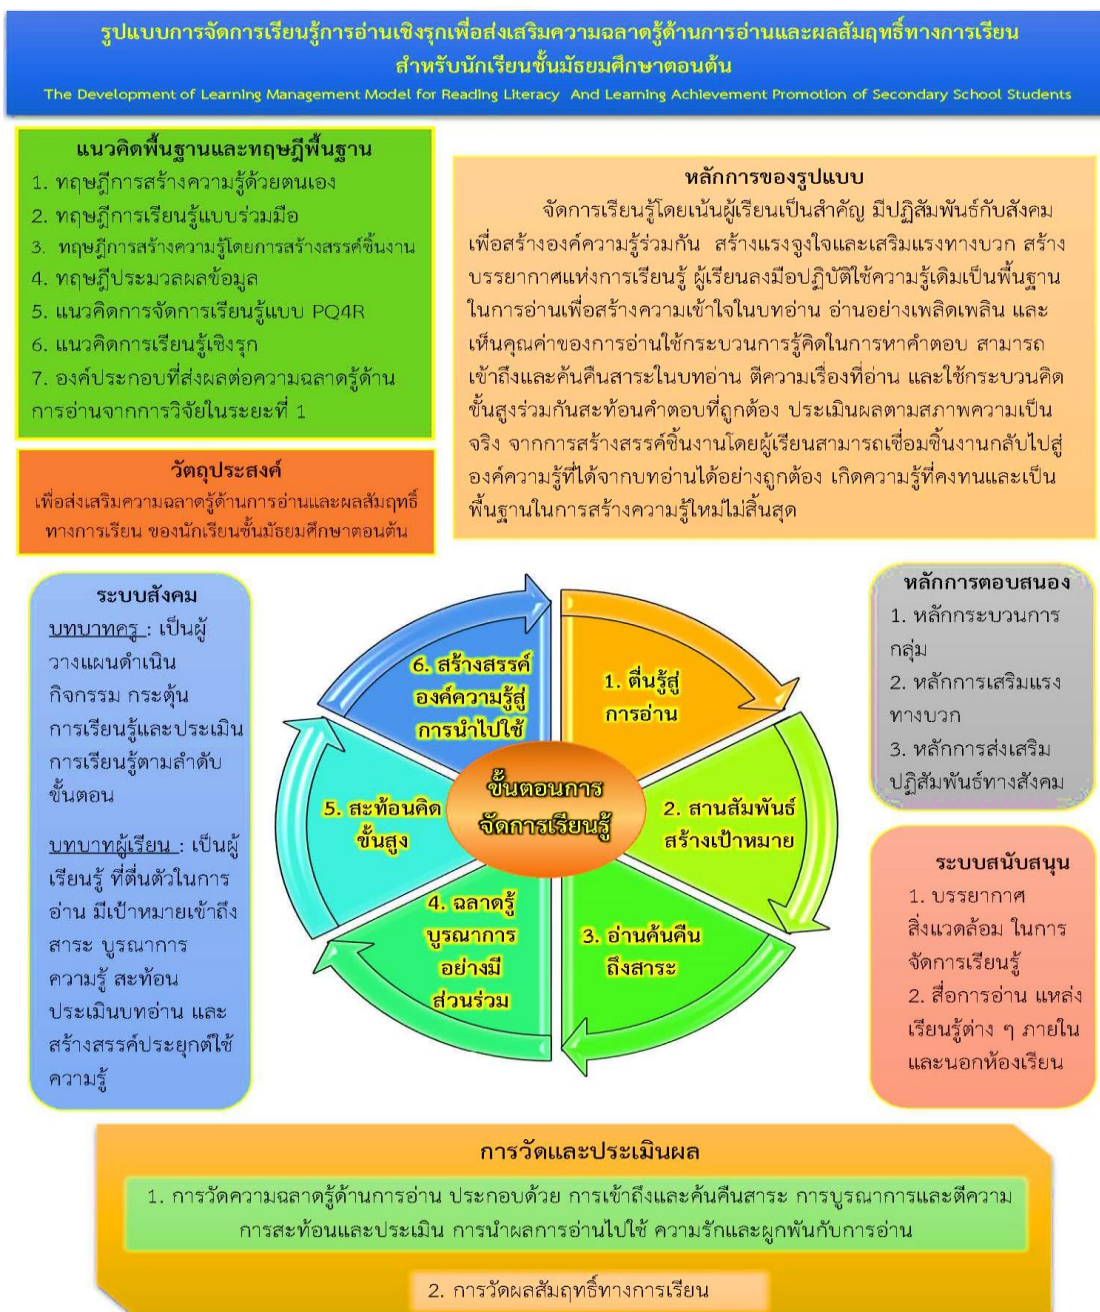 รูปแบบการจัดการเรียนรู้การอ่านเชิงรุกเพื่อส่งเสริมความฉลาดรู้ด้านการอ่านและผลสัมฤทธิ์ทางการเรียน
สำหรับนักเรียนชั้นมัธยมศึกษาตอนต้น
The Development of Learning Management Model for Reading Literacy And Learning Achievement Promotion of Secondary School Students
แนวคิดพื้นฐานและทฤษฎีพื้นฐาน
1. ทฤษฎีการสร้างความรู้ด้วยตนเอง
2. ทฤษฎีการเรียนรู้แบบร่วมมือ
3. ทฤษฎีการสร้างความรู้โดยการสร้างสรรค์ชิ้นงาน
4. ทฤษฎีประมวลผลข้อมูล
5. แนวคิดการจัดการเรียนรู้แบบ PQ4R
6. แนวคิดการเรียนรู้เชิงรุก
7. องค์ประกอบที่ส่งผลต่อความฉลาดรู้ด้าน
การอ่านจากการวิจัยในระยะที่ 1
วัตถุประสงค์
เพื่อส่งเสริมความฉลาดรู้ด้านการอ่านและผลสัมฤทธิ์
ทางการเรียน ของนักเรียนชั้นมัธยมศึกษาตอนต้น
หลักการของรูปแบบ
จัดการเรียนรู้โดยเน้นผู้เรียนเป็นสำคัญ มีปฏิสัมพันธ์กับสังคม
เพื่อสร้างองค์ความรู้ร่วมกัน สร้างแรงจูงใจและเสริมแรงทางบวก สร้าง
บรรยากาศแห่งการเรียนรู้ ผู้เรียนลงมือปฏิบัติใช้ความรู้เดิมเป็นพื้นฐาน
ในการอ่านเพื่อสร้างความเข้าใจในบทอ่าน อ่านอย่างเพลิดเพลิน และ
เห็นคุณค่าของการอ่านใช้กระบวนการรู้คิดในการหาคำตอบ สามารถ
เข้าถึงและค้นคืนสาระในบทอ่าน ตีความเรื่องที่อ่าน และใช้กระบวนคิด
ขั้นสูงร่วมกันสะท้อนคำตอบที่ถูกต้อง ประเมินผลตามสภาพความเป็น
จริง จากการสร้างสรรค์ชิ้นงานโดยผู้เรียนสามารถเชื่อมชิ้นงานกลับไปสู่
องค์ความรู้ที่ได้จากบทอ่านได้อย่างถูกต้อง เกิดความรู้ที่คงทนและเป็น
พื้นฐานในการสร้างความรู้ใหม่ไม่สิ้นสุด
ระบบสังคม
บทบาทครู : เป็นผู้
วางแผนดำเนิน
กิจกรรม กระตุ้น
การเรียนรู้และประเมิน
การเรียนรู้ตามลำดับ
ขั้นตอน
บทบาทผู้เรียน : เป็นผู้
เรียนรู้ ที่ตื่นตัวในการ
อ่าน มีเป้าหมายเข้าถึง
สาระ บูรณาการ
ความรู้ สะท้อน
ประเมินบทอ่าน และ
สร้างสรรค์ประยุกต์ใช้
ความรู้
ขั้นตอนการ
จัดการเรียนรู้
1. ตื่นรู้สู่
การอ่าน
2. สานสัมพันธ์
สร้างเป้าหมาย
3. อ่านค้นคืน
ถึงสาระ
4. ฉลาดรู้
บูรณาการ
อย่างมี
ส่วนร่วม
5. สะท้อนคิด
ขั้นสูง
6. สร้างสรรค์
องค์ความรู้สู่
การนำไปใช้
หลักการตอบสนอง
1. หลักกระบวนการ
กลุ่ม
2. หลักการเสริมแรง
ทางบวก
3. หลักการส่งเสริม
ปฏิสัมพันธ์ทางสังคม
ระบบสนับสนุน
1. บรรยากาศ
สิ่งแวดล้อม ในการ
จัดการเรียนรู้
2. สื่อการอ่าน แหล่ง
เรียนรู้ต่าง ๆ ภายใน
และนอกห้องเรียน
การวัดและประเมินผล
1. การวัดความฉลาดรู้ด้านการอ่าน ประกอบด้วย การเข้าถึงและค้นคืนสาระ การบูรณาการและตีความ
การสะท้อนและประเมิน การนำผลการอ่านไปใช้ ความรักและผูกพันกับการอ่าน
2. การวัดผลสัมฤทธิ์ทางการเรียน